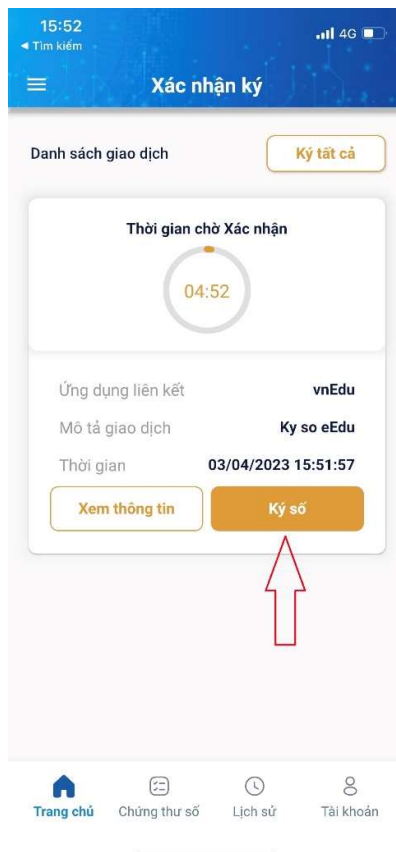 15:52
4G
◄ Tìm kiếm
Xác nhận ký
Danh sách giao dịch
Ký tất cả
Thời gian chờ Xác nhận
04:52
Ứng dụng liên kết vnEdu
Mô tả giao dịch Ky so eEdu
Thời gian 03/04/2023 15:51:57
Xem thông tin
Ký số
Trang chủ Chứng thư số Lịch sử Tài khoản